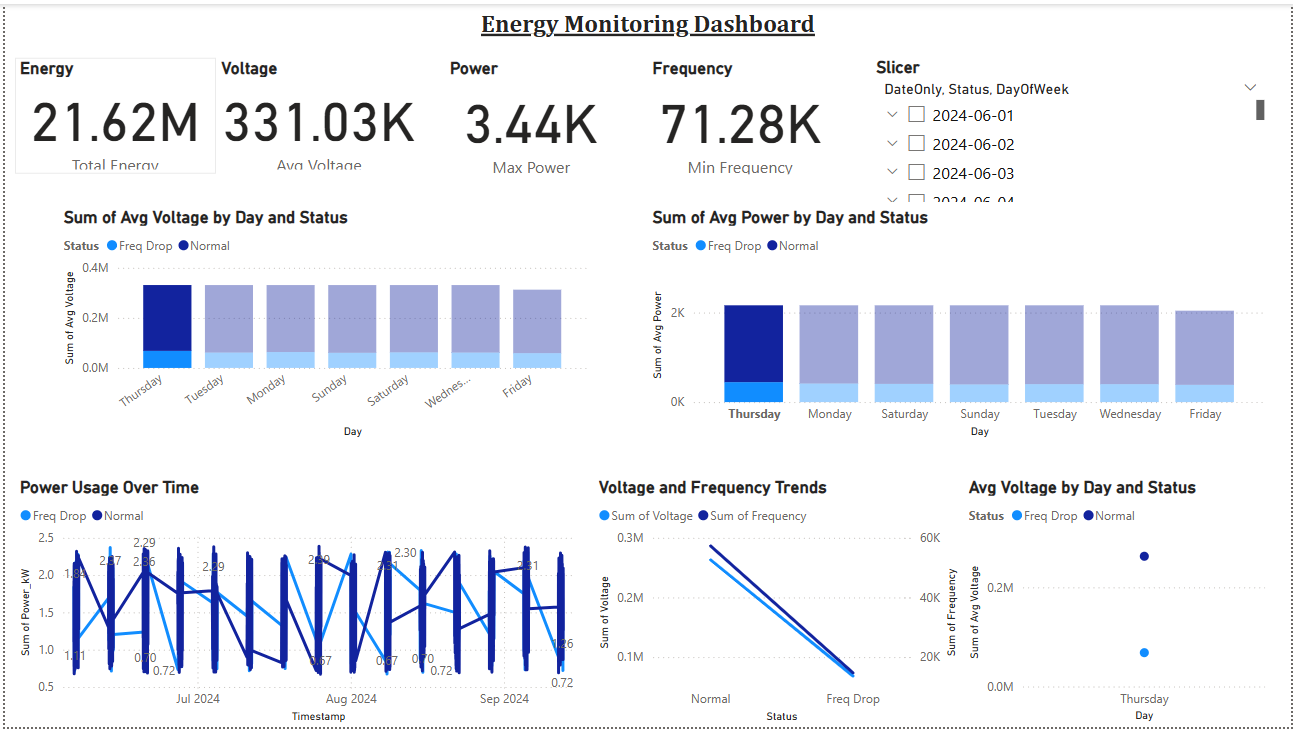 Energy Monitoring Dashboard
Energy
21.62M
Total Energy
Voltage
331.03K
Avg Voltage
Power
3.44K
Max Power
Frequency
71.28K
Min Frequency
Slicer
DateOnly, Status, DayOfWeek
2024-06-01
2024-06-02
2024-06-03
2024-06-04
Sum of Avg Voltage by Day and Status
Status Freq Drop Normal
Sum of Avg Voltage
0.4M
0.2M
0.0M
Thursday Tuesday Monday Sunday Saturday Wednes... Friday
Day
Sum of Avg Power by Day and Status
Status Freq Drop Normal
Sum of Avg Power
2K
0K
Thursday Monday Saturday Sunday Tuesday Wednesday Friday
Day
Power Usage Over Time
Freq Drop Normal
Sum of Power_kW
2.5
2.0
1.5
1.0
0.5
2.29
2.36
2.29
2.30
2.31
0.70
0.72
0.67
0.67
0.70
0.72
1.26
0.72
Jul 2024 Aug 2024 Sep 2024
Timestamp
Voltage and Frequency Trends
Sum of Voltage Sum of Frequency
Sum of Voltage
0.3M
0.2M
0.1M
60K
40K
20K
Sum of Frequency
Normal Freq Drop
Status
Avg Voltage by Day and Status
Status Freq Drop Normal
Sum of Avg Voltage
0.2M
0.0M
Thursday
Day